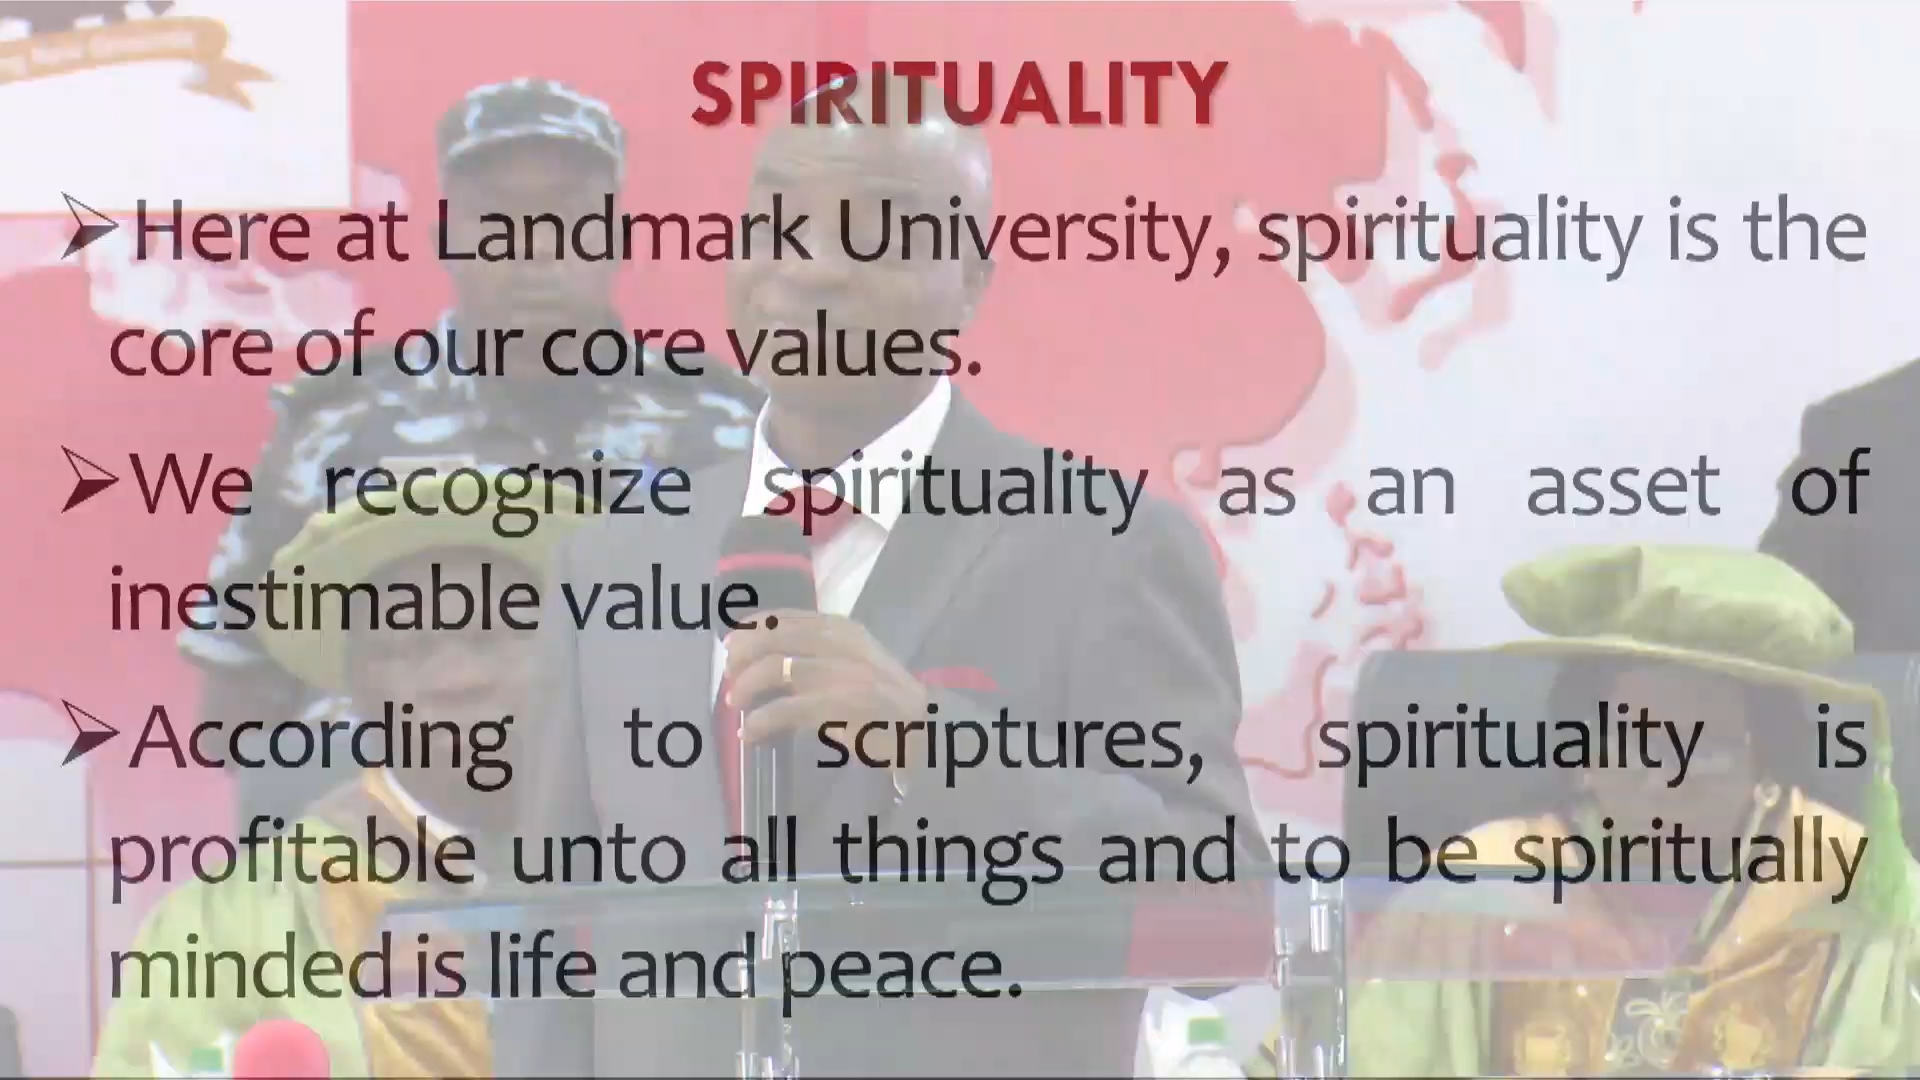 SPIRITUALITY
➢Here at Landmark University, spirituality is the
core of our core values.
➢We recognize spirituality as an asset of
inestimable value.
➢According to scriptures, spirituality is
profitable unto all things and to be spiritually
minded is life and peace.